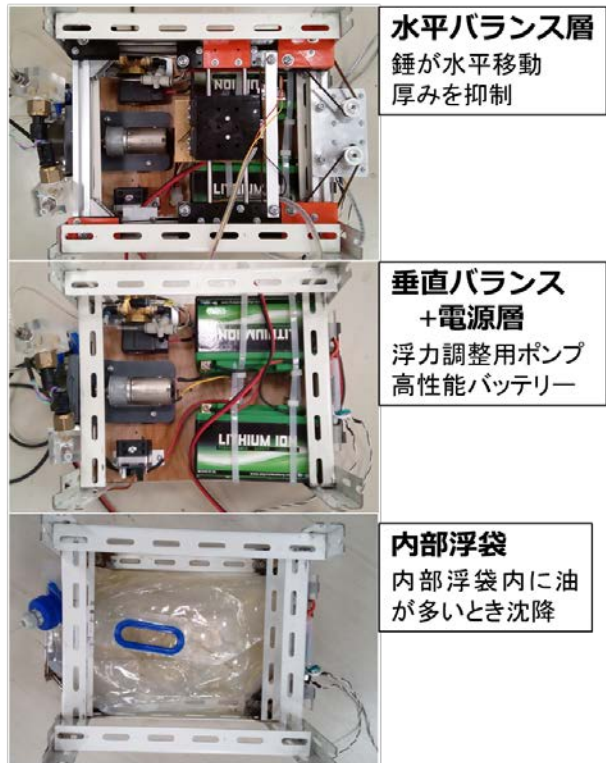 水平バランス層
錘が水平移動
厚みを抑制
LITHIUM ION
LITHIUM
垂直バランス
+電源層
浮力調整用ポンプ
高性能バッテリー
LITHIUM ION
LITHIUM ION
内部浮袋
内部浮袋内に油
が多いとき沈降